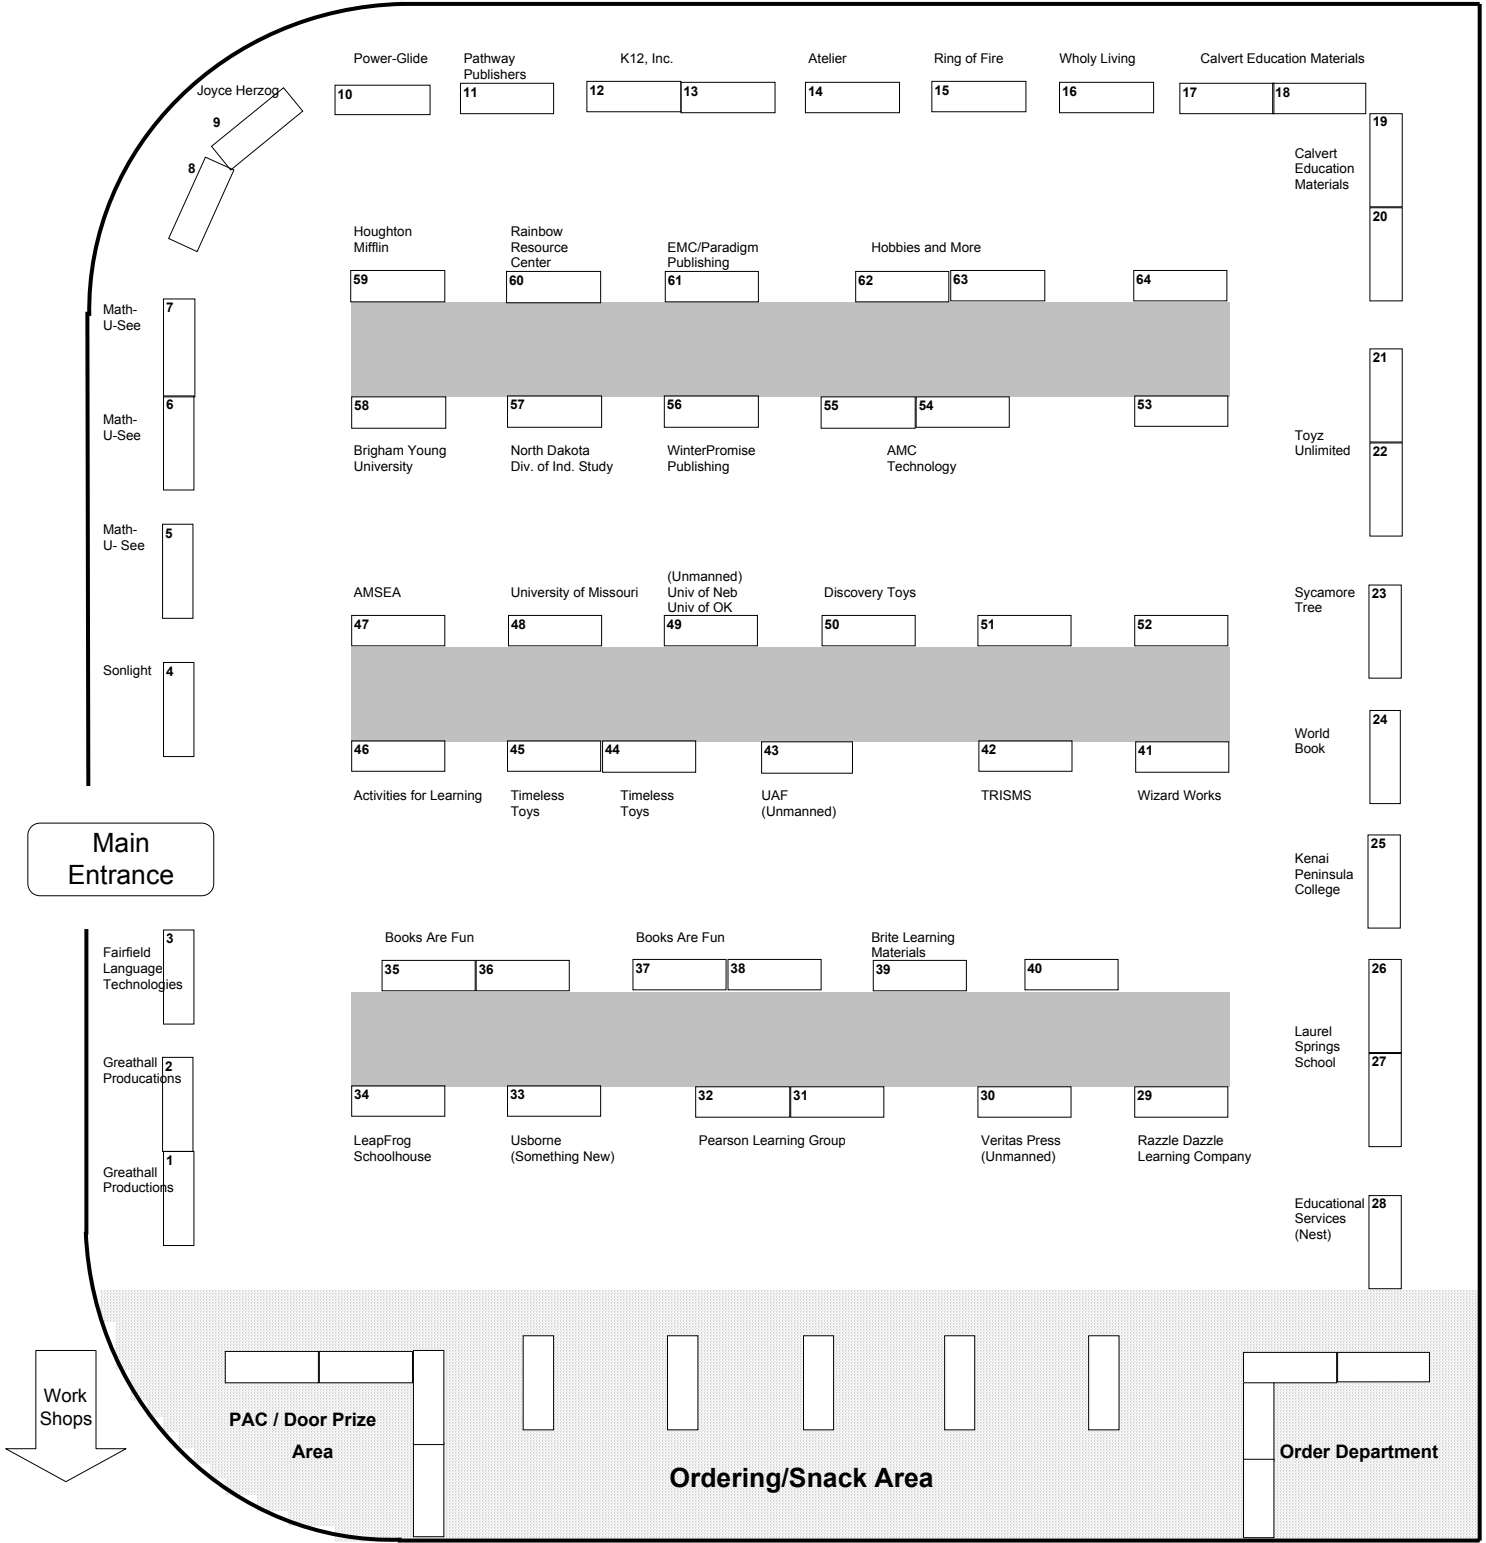 Power-Glide
Pathway
Publishers
K12, Inc.
Atelier
Ring of Fire
Wholy Living
Calvert Education Materials
10
11
12
13
14
15
16
17
18
Joyce Herzog
9
8
19
Calvert
Education
Materials
20
Houghton
Mifflin
Rainbow
Resource
Center
EMC/Paradigm
Publishing
Hobbies and More
59
60
61
62
63
64
Math-
U-See
7
Math-
U-See
6
58
57
56
55
54
53
Brigham Young
University
North Dakota
Div. of Ind. Study
WinterPromise
Publishing
AMC
Technology
21
Toyz
Unlimited
22
Math-
U- See
5
AMSEA
University of Missouri
(Unmanned)
Univ of Neb
Univ of OK
Discovery Toys
47
48
49
50
51
52
Sycamore
Tree
23
Sonlight
4
46
45
44
43
42
41
Activities for Learning
Timeless
Toys
Timeless
Toys
UAF
(Unmanned)
TRISMS
Wizard Works
World
Book
24
Main
Entrance
Kenai
Peninsula
College
25
Fairfield
Language
Technologies
3
Books Are Fun
Books Are Fun
Brite Learning
Materials
35
36
37
38
39
40
26
Laurel
Springs
School
27
Greathall
Producations
2
Greathall
Productions
1
34
33
32
31
30
29
LeapFrog
Schoolhouse
Usborne
(Something New)
Pearson Learning Group
Veritas Press
(Unmanned)
Razzle Dazzle
Learning Company
Educational
Services
(Nest)
28
Work
Shops
PAC / Door Prize
Area
Ordering/Snack Area
Order Department